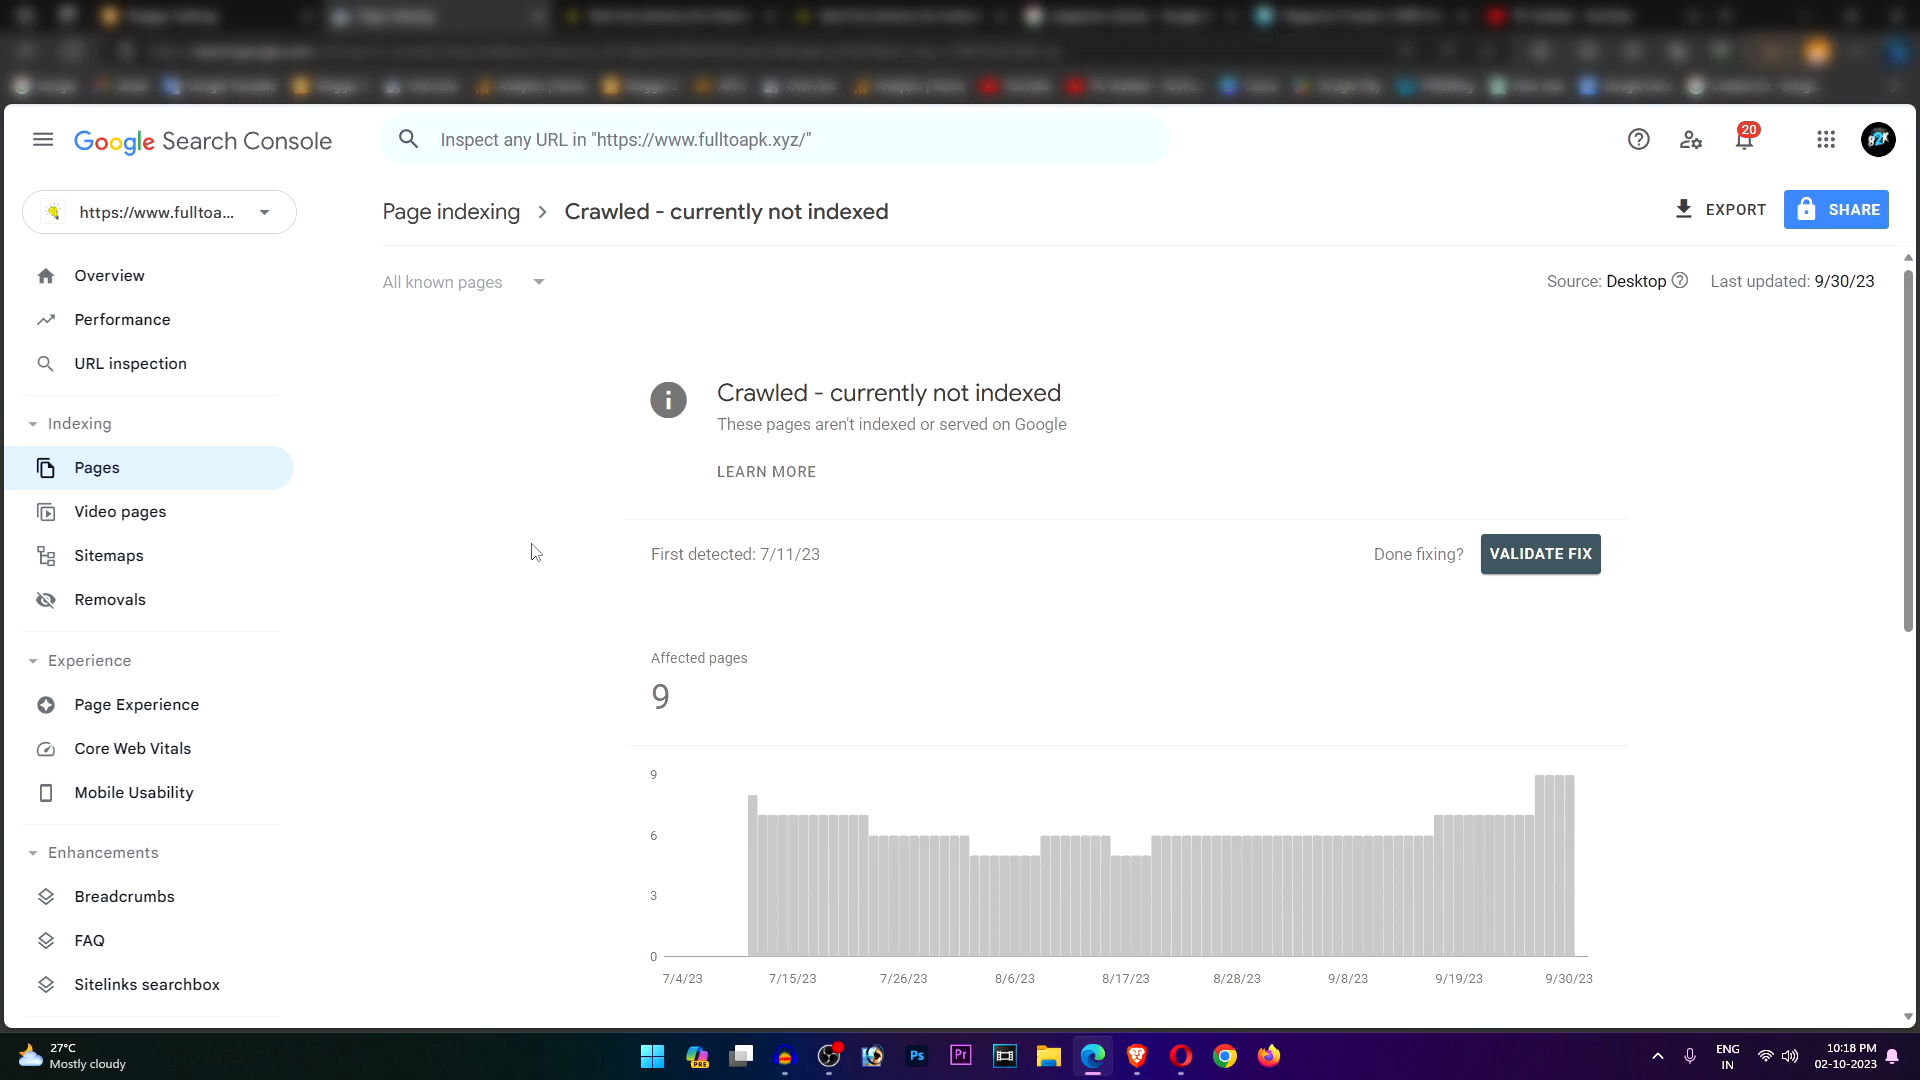 Google Search Console
Inspect any URL in "https://www.fulltoapk.xyz/"
20
B2K
https://www.fulltoa...
Page indexing > Crawled - currently not indexed
EXPORT
SHARE
All known pages
Source: Desktop
Last updated: 9/30/23
Overview
Performance
URL inspection
Indexing
Pages
Video pages
Sitemaps
Removals
Experience
Page Experience
Core Web Vitals
Mobile Usability
Enhancements
Breadcrumbs
FAQ
Sitelinks searchbox
Crawled - currently not indexed
These pages aren't indexed or served on Google
LEARN MORE
First detected: 7/11/23
Done fixing?
VALIDATE FIX
Affected pages
9
9
6
3
0
7/4/23 7/15/23 7/26/23 8/6/23 8/17/23 8/28/23 9/8/23 9/19/23 9/30/23
27°C
Mostly cloudy
PRE
Ps
Pr
ENG
IN
10:18 PM
02-10-2023